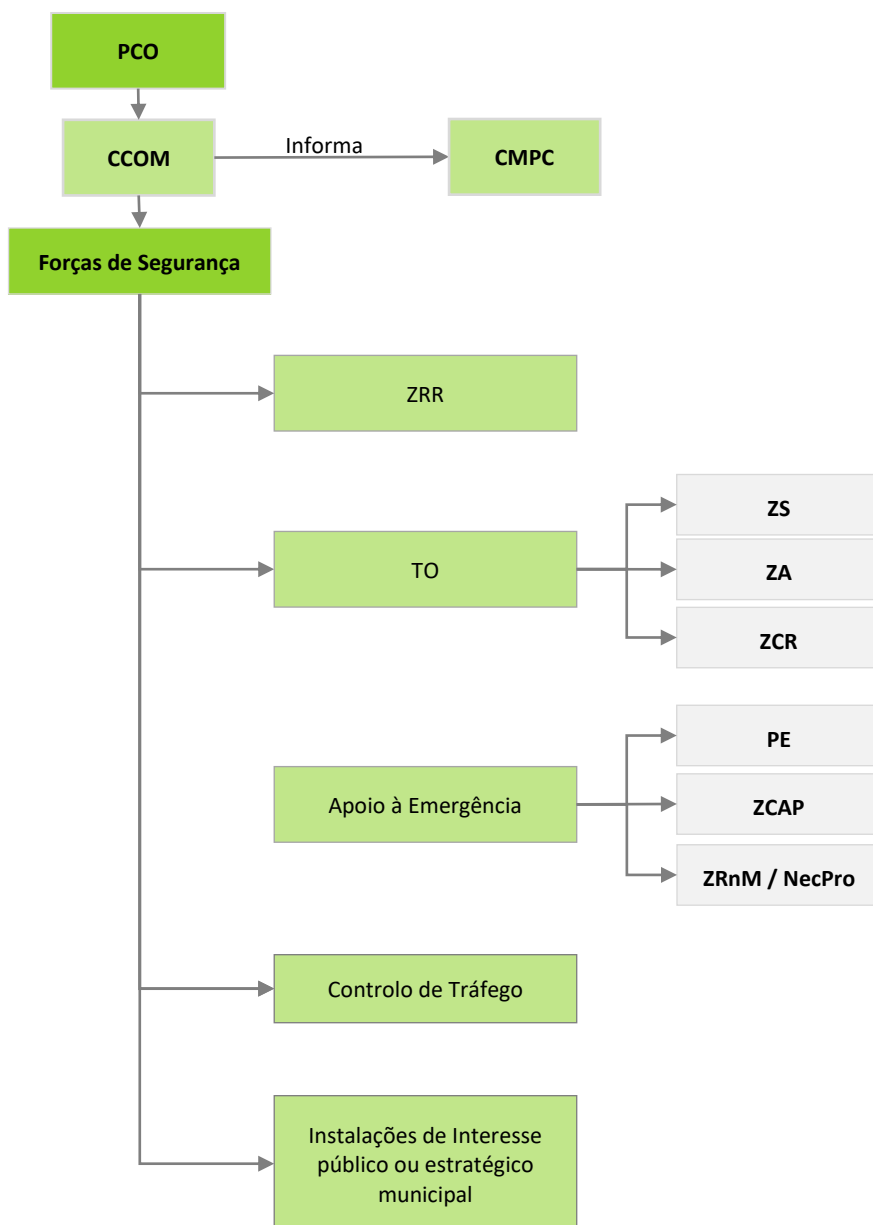 PCO
CCOM
Informa
CMPC
Forças de Segurança
ZRR
TO
ZS
ZA
ZCR
Apoio à Emergência
PE
ZCAP
ZRnM / NecPro
Controlo de Tráfego
Instalações de Interesse
público ou estratégico
municipal